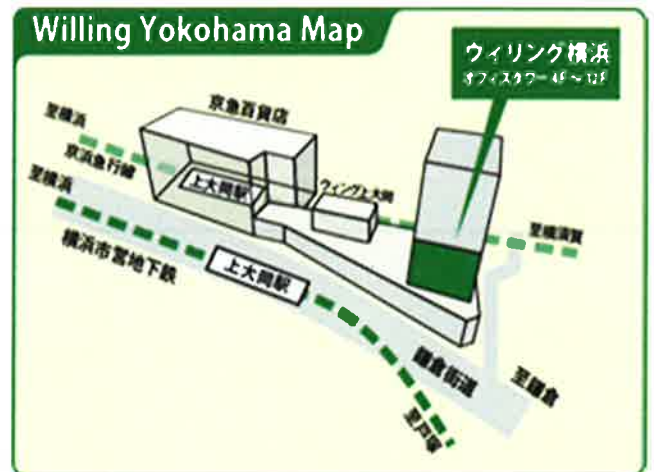 Willing Yokohama Map
ウィリング横浜
オフィスタワー 4F～12F
京急百貨店
至横浜
京浜急行線
上大岡駅
ウィング上大岡
至横須賀
至横浜
横浜市営地下鉄
上大岡駅
鎌倉街道
至鎌倉
至戸塚